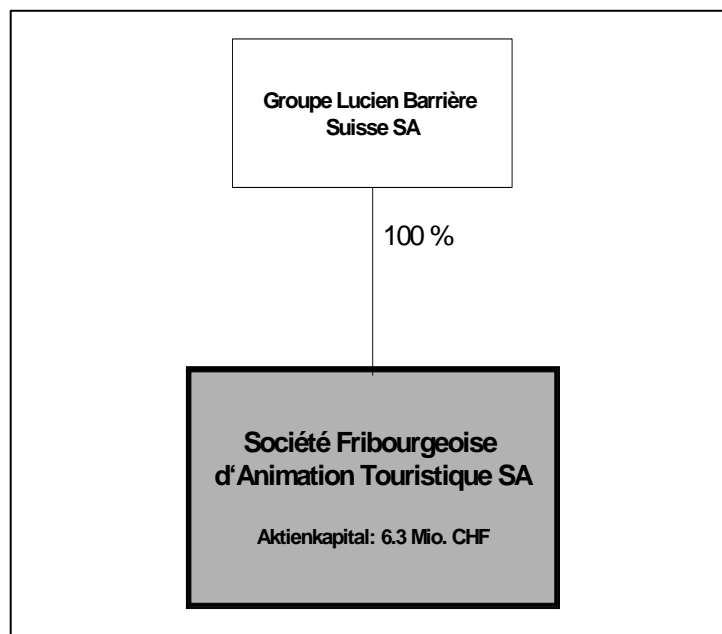 Groupe Lucien Barrière
Suisse SA
100 %
Société Fribourgeoise
d‘Animation Touristique SA
Aktienkapital: 6.3 Mio. CHF